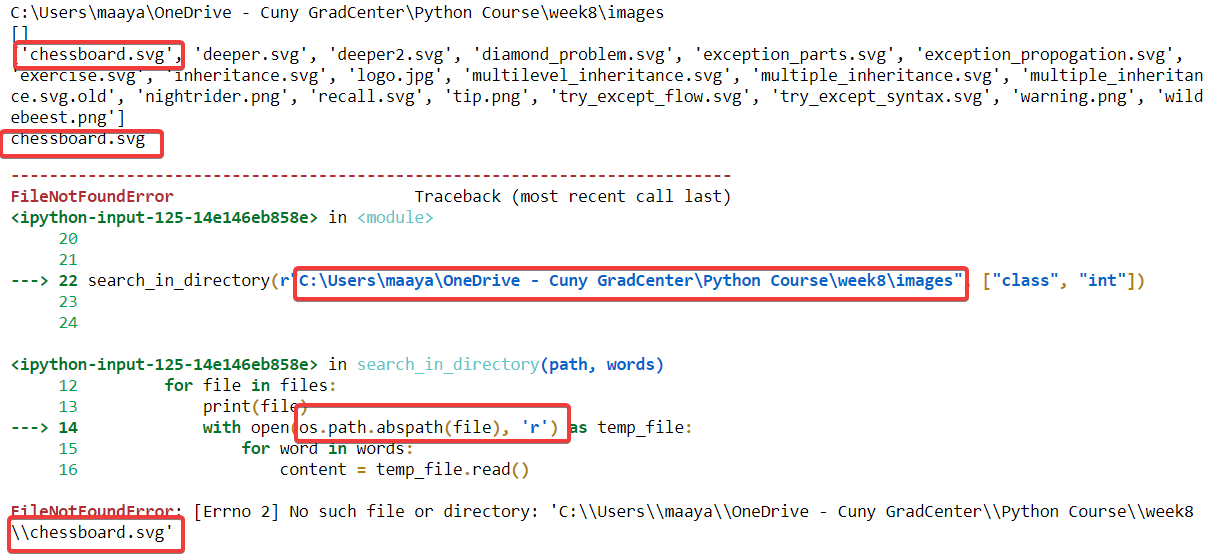 C:\Users\maaya\OneDrive - Cuny GradCenter\Python Course\week8\images
[]
['chessboard.svg', 'deeper.svg', 'deeper2.svg', 'diamond_problem.svg', 'exception_parts.svg', 'exception_propogation.svg',
'exercise.svg', 'inheritance.svg', 'logo.jpg', 'multilevel_inheritance.svg', 'multiple_inheritance.svg', 'multiple_inheritan
ce.svg.old', 'nightrider.png', 'recall.svg', 'tip.png', 'try_except_flow.svg', 'try_except_syntax.svg', 'warning.png', 'wild
ebeest.png']
chessboard.svg
---------------------------------------------------------------------------
FileNotFoundError                         Traceback (most recent call last)
<ipython-input-125-14e146eb858e> in <module>
     20
     21
---> 22 search_in_directory(r"C:\Users\maaya\OneDrive - Cuny GradCenter\Python Course\week8\images", ["class", "int"])
     23
     24
<ipython-input-125-14e146eb858e> in search_in_directory(path, words)
     12         for file in files:
     13             print(file)
---> 14             with open(os.path.abspath(file), 'r') as temp_file:
     15                 for word in words:
     16                     content = temp_file.read()
FileNotFoundError: [Errno 2] No such file or directory: 'C:\\Users\\maaya\\OneDrive - Cuny GradCenter\\Python Course\\week8
\\chessboard.svg'